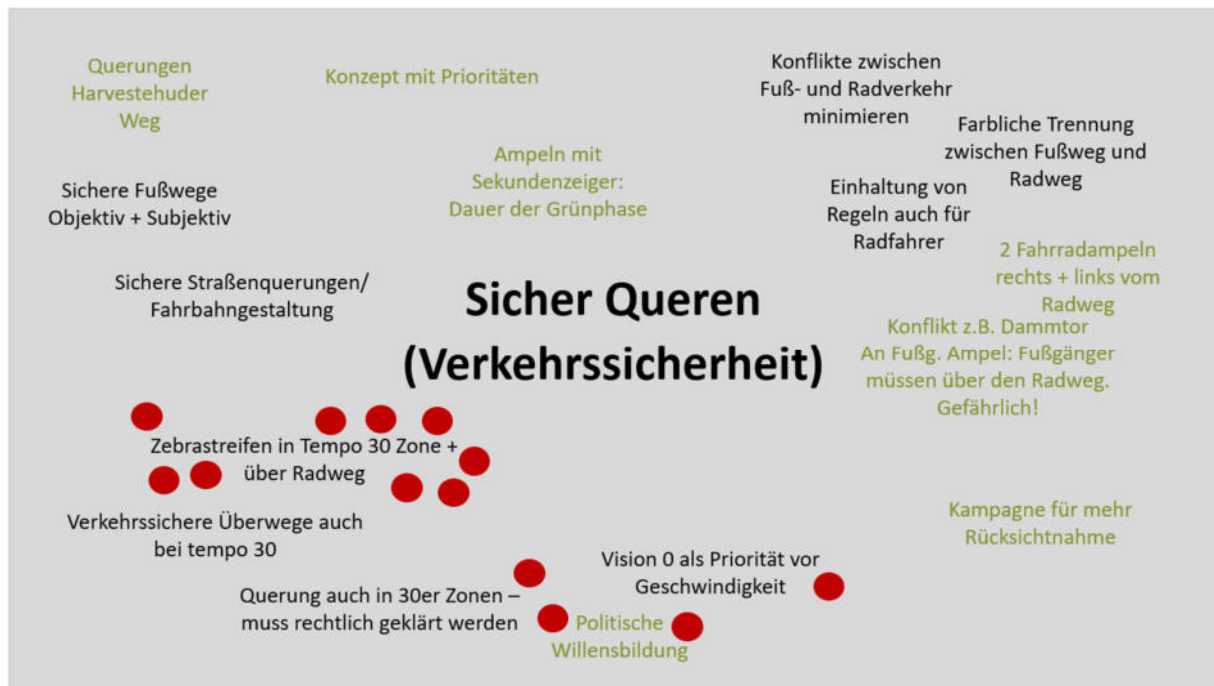 Querungen
Harvestehuder
Weg
Konzept mit Prioritäten
Konflikte zwischen
Fuß- und Radverkehr
minimieren
Farbliche Trennung
zwischen Fußweg und
Radweg
Ampeln mit
Sekundenzeiger:
Dauer der Grünphase
Sichere Fußwege
Objektiv + Subjektiv
Einhaltung von
Regeln auch für
Radfahrer
2 Fahrradampeln
rechts + links vom
Radweg
Sichere Straßenquerungen/
Fahrbahngestaltung
Sicher Queren
(Verkehrssicherheit)
Konflikt z.B. Dammtor
An Fußg. Ampel: Fußgänger
müssen über den Radweg.
Gefährlich!
Zebrastreifen in Tempo 30 Zone +
über Radweg
Verkehrssichere Überwege auch
bei tempo 30
Kampagne für mehr
Rücksichtnahme
Vision 0 als Priorität vor
Geschwindigkeit
Querung auch in 30er Zonen –
muss rechtlich geklärt werden
Politische
Willensbildung